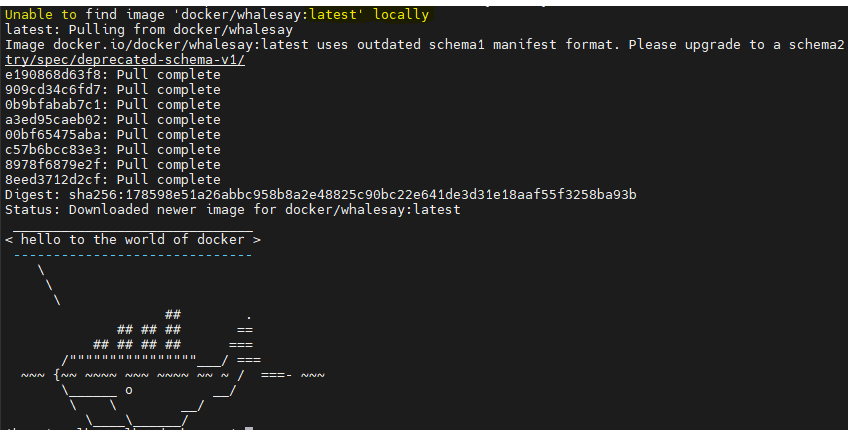 Unable to find image 'docker/whalesay:latest' locally
latest: Pulling from docker/whalesay
Image docker.io/docker/whalesay:latest uses outdated schema1 manifest format. Please upgrade to a schema2
try/spec/deprecated-schema-v1/
e190868d63f8: Pull complete
909cd34c6fd7: Pull complete
0b9bfabab7c1: Pull complete
a3ed95caeb02: Pull complete
00bf65475aba: Pull complete
c57b6bcc83e3: Pull complete
8978f6879e2f: Pull complete
8eed3712d2cf: Pull complete
Digest: sha256:178598e51a26abbc958b8a2e48825c90bc22e641de3d31e18aaf55f3258ba93b
Status: Downloaded newer image for docker/whalesay:latest
 ______________________________
< hello to the world of docker >
 ------------------------------
    \
     \
      \
                    ##        .
              ## ## ##       ==
           ## ## ## ##      ===
       /""""""""""""""""___/ ===
  ~~~ {~~ ~~~~ ~~~ ~~~~ ~~ ~ /  ===- ~~~
       \______ o          __/
        \    \        __/
          \____\______/